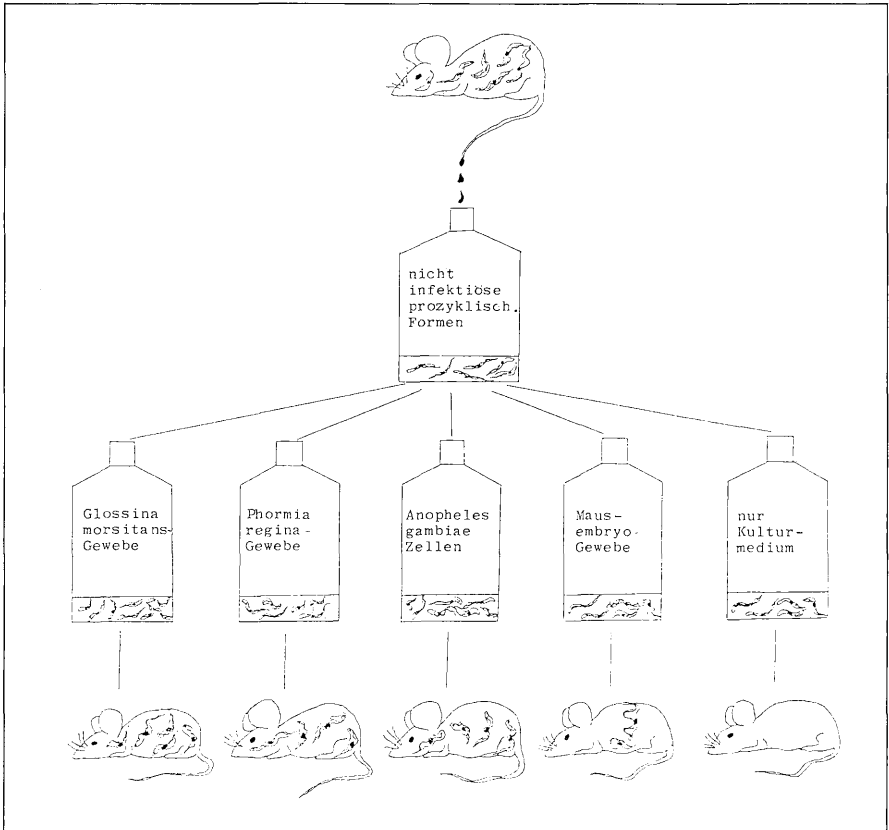 nicht
infektiöse
prozyklisch.
Formen
Glossina
morsitans-
Gewebe
Phormia
regina-
Gewebe
Anopheles
gambiae
Zellen
Maus-
embryo-
Gewebe
nur
Kultur-
medium